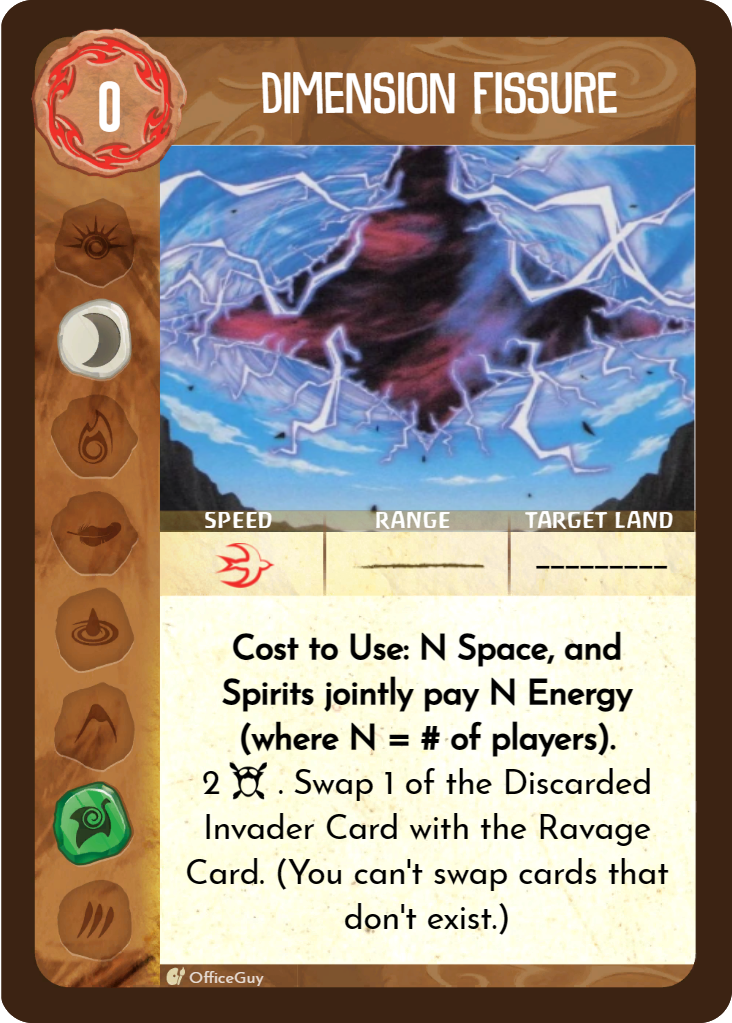 0
DIMENSION FISSURE
SPEED RANGE TARGET LAND
Cost to Use: N Space, and
Spirits jointly pay N Energy
(where N = # of players).
2 . Swap 1 of the Discarded
Invader Card with the Ravage
Card. (You can't swap cards that
don't exist.)
OfficeGuy